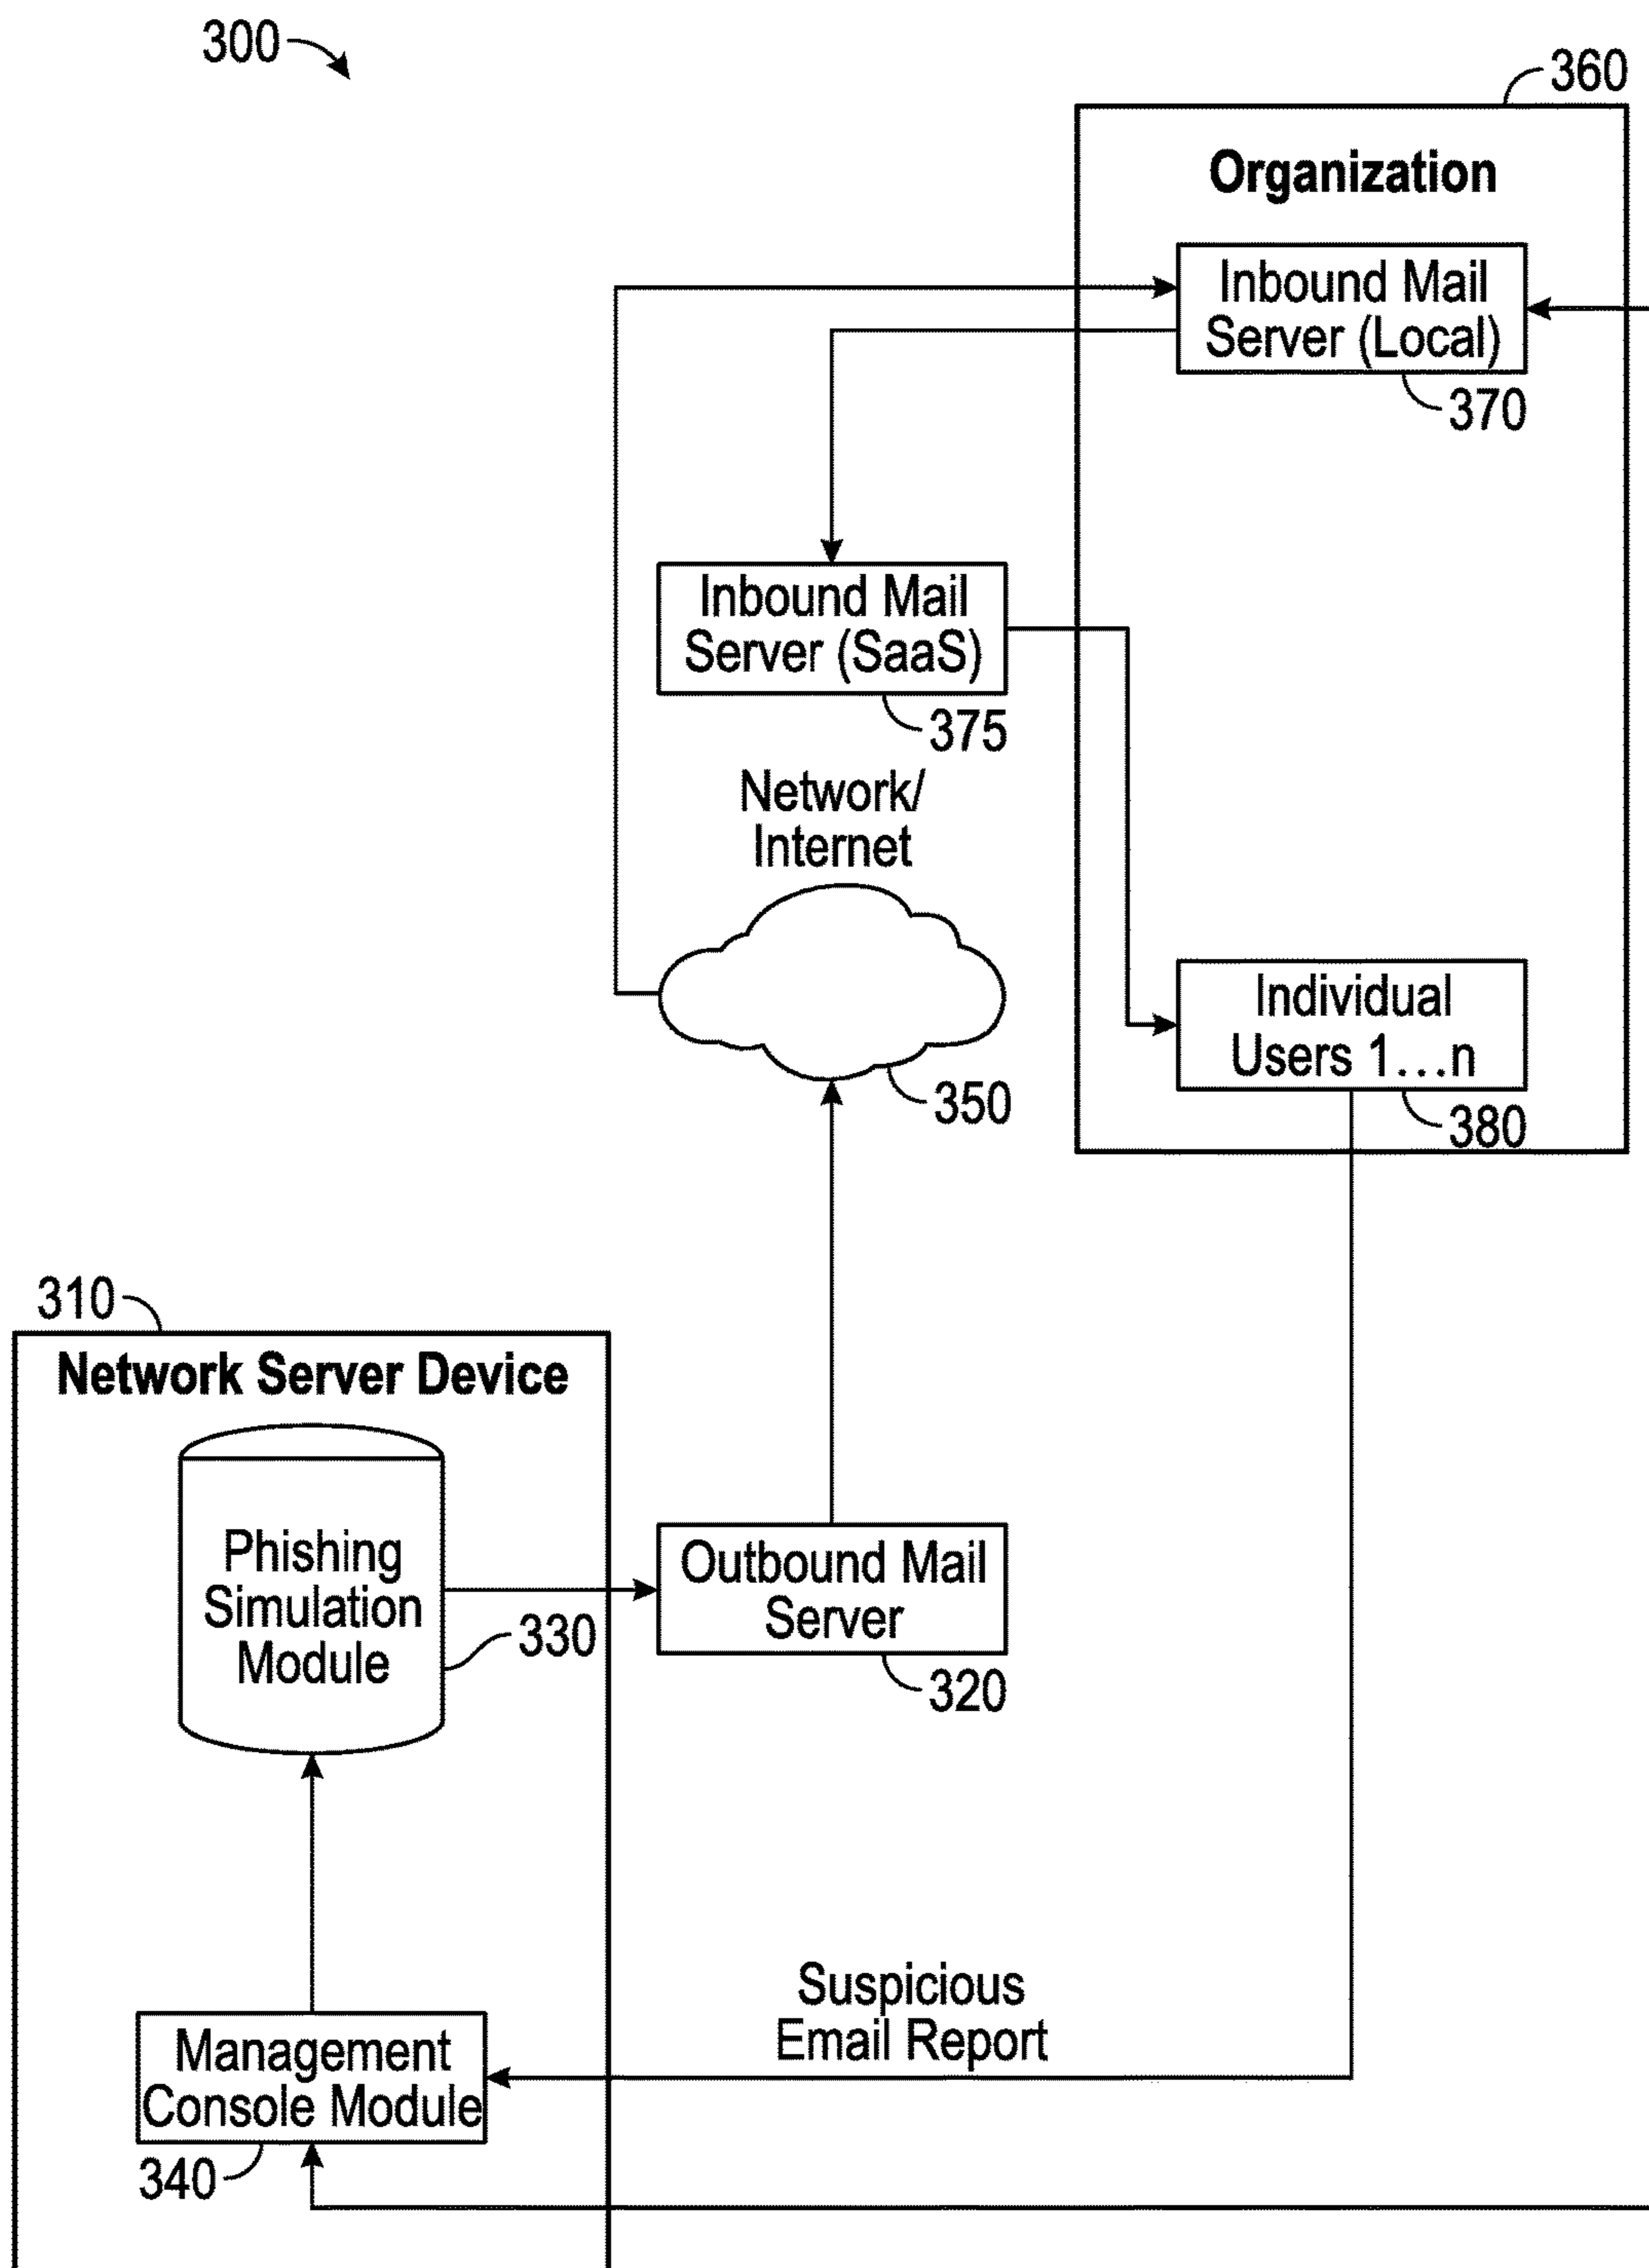 300
360
Organization
Inbound Mail
Server (Local)
370
Inbound Mail
Server (SaaS)
375
Network/
Internet
350
Individual
Users 1...n
380
310
Network Server Device
Phishing
Simulation
Module
330
Outbound Mail
Server
320
Suspicious
Email Report
Management
Console Module
340